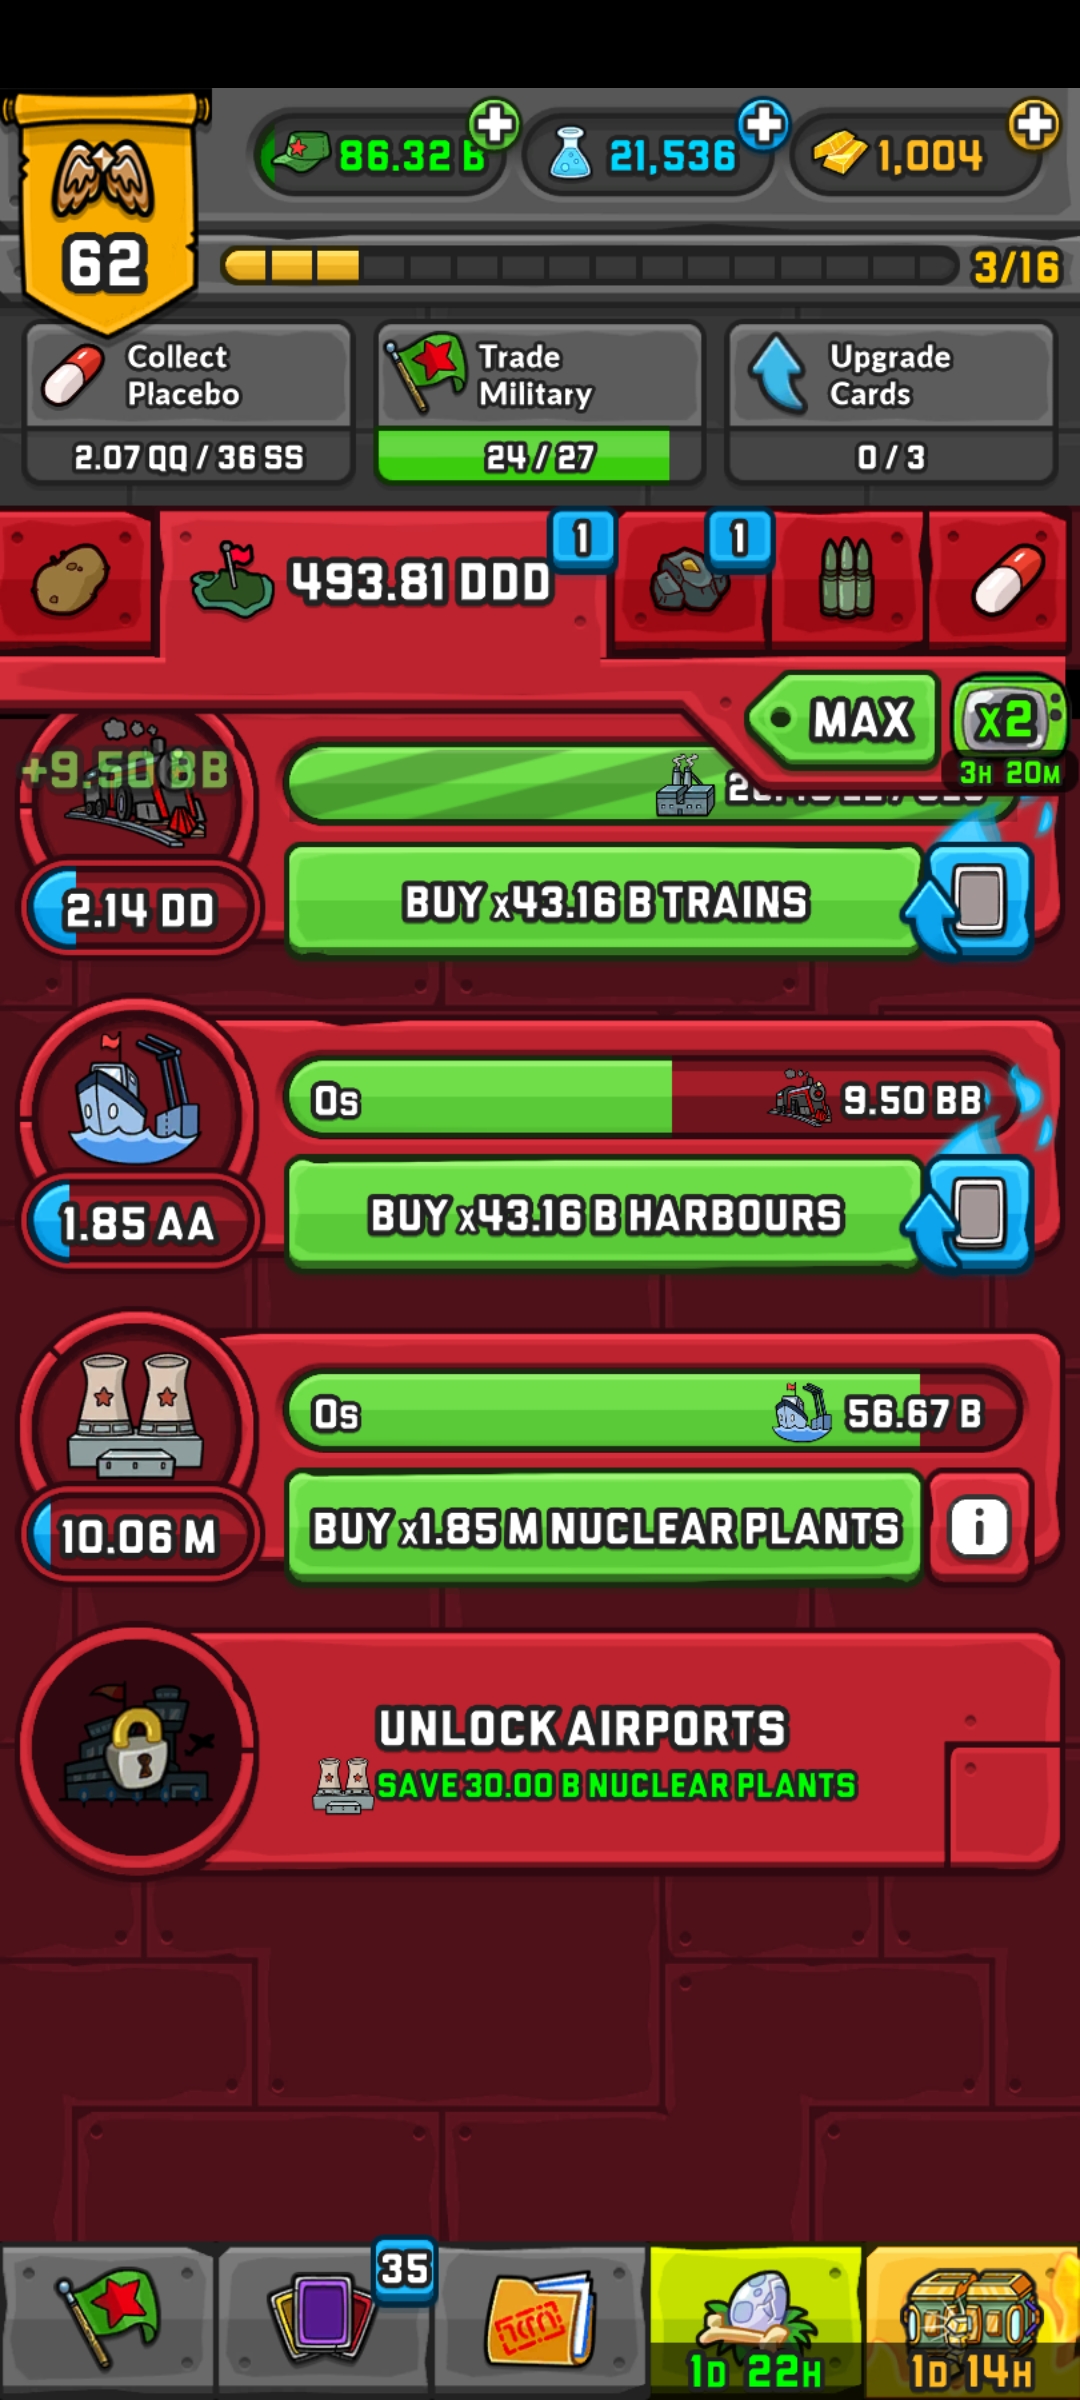 86.32 B
21,536
1,004
62
3/16
Collect
Placebo
2.07 QQ / 36 SS
Trade
Military
24 / 27
Upgrade
Cards
0 / 3
493.81 DDD
1
1
MAX
x2
3H 20M
+9.50 BB
2.14 DD
BUY x43.16 B TRAINS
0s
9.50 BB
1.85 AA
BUY x43.16 B HARBOURS
0s
56.67 B
10.06 M
BUY x1.85 M NUCLEAR PLANTS
i
UNLOCK AIRPORTS
SAVE 30.00 B NUCLEAR PLANTS
35
1D 22H
1D 14H